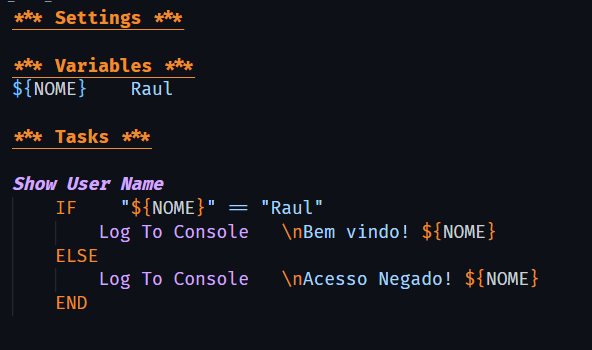 *** Settings ***
*** Variables ***
${NOME}    Raul
*** Tasks ***
Show User Name
    IF    "${NOME}" == "Raul"
        Log To Console   \nBem vindo! ${NOME}
    ELSE
        Log To Console   \nAcesso Negado! ${NOME}
    END